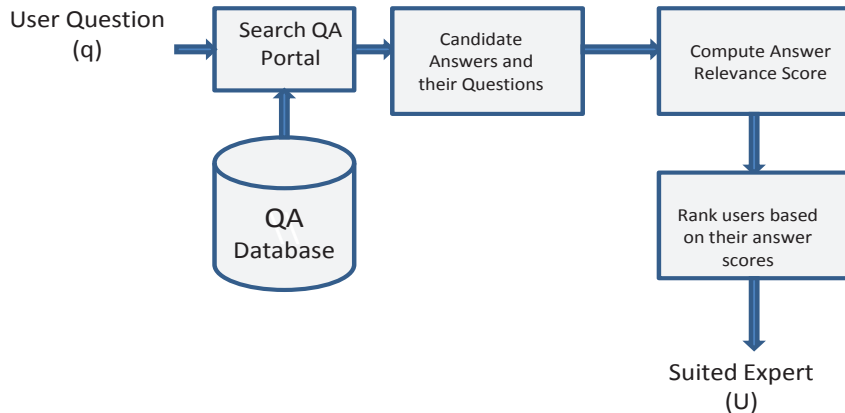 User Question
(q)
Search QA
Portal
Candidate
Answers and
their Questions
Compute Answer
Relevance Score
QA
Database
Rank users based
on their answer
scores
Suited Expert
(U)